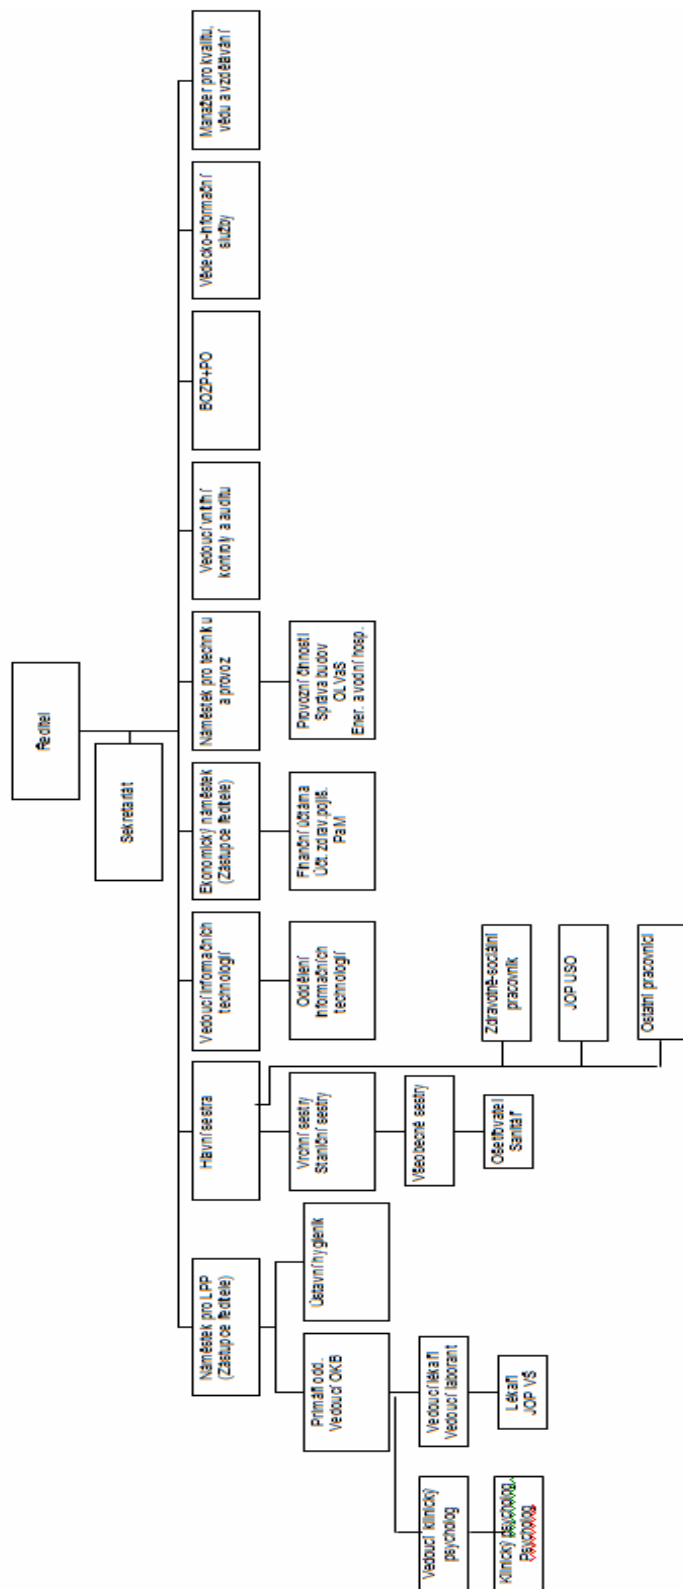 Ředitel
Sekretariát
Náměstek pro LPP
(Zástupce ředitele)
Hlavní sestra
Vedoucí informačních
technologií
Ekonomický náměstek
(Zástupce ředitele)
Náměstek pro techniku
a provoz
Vedoucí vnitřní
kontroly a auditu
BOZP+PO
Vědecko-informační
služby
Manažer pro kvalitu,
vědu a vzdělávání
Primáři odd.
Vedoucí OKB
Ústavní hygienik
Vrchní sestry
Staniční sestry
Oddělení
informačních
technologií
Finanční účtárna
Účt. zdrav.pojiš.
PaM
Provozní činnosti
Správa budov
OLVaS
Ener. a vodní hosp.
Vedoucí klinický
psycholog
Vedoucí lékaři
Vedoucí laborant
Všeobecné sestry
Klinický psycholog,
Psycholog
Lékaři
JOP VŠ
Ošetřovatel
Sanitář
Zdravotně-sociální
pracovník
JOP USO
Ostatní pracovníci